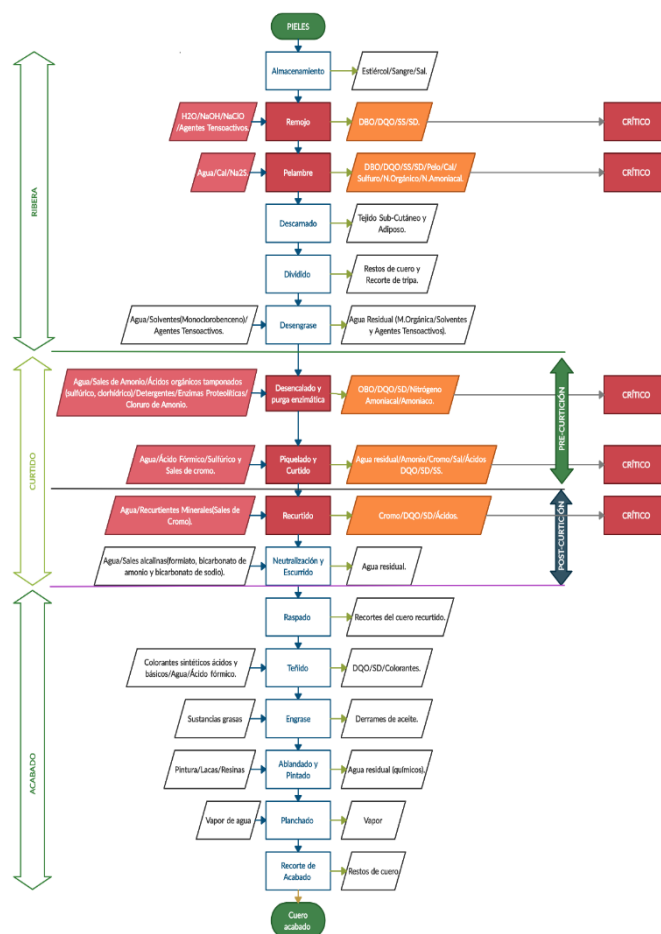 PIELES
Almacenamiento
Estiércol/Sangre/Sal.
H2O/NaOH/NaClO
/Agentes Tensoactivos.
Remojo
DBO/DQO/SS/SD.
CRÍTICO
Agua/Cal/Na2S.
Pelambre
DBO/DQO/SS/SD/Pelo/Cal/
Sulfuro/N.Orgánico/N.Amoniacal.
CRÍTICO
RIBERA
Descarnado
Tejido Sub-Cutáneo y
Adiposo.
Dividido
Restos de cuero y
Recorte de tripa.
Agua/Solventes(Monoclorobenceno)/
Agentes Tensoactivos.
Desengrase
Agua Residual (M.Orgánica/Solventes
y Agentes Tensoactivos).
Agua/Sales de Amonio/Ácidos orgánicos tamponados
(sulfúrico, clorhídrico)/Detergentes/Enzimas Proteolíticas/
Cloruro de Amonio.
Desencalado y
purga enzimática
OBO/DQO/SD/Nitrógeno
Amoniacal/Amoniaco.
CRÍTICO
PRE-CURTICIÓN
CURTIDO
Agua/Ácido Fórmico/Sulfúrico y
Sales de cromo.
Piquelado y
Curtido
Agua residual/Amonio/Cromo/Sal/Ácidos
DQO/SD/SS.
CRÍTICO
Agua/Recurtientes Minerales(Sales de
Cromo).
Recurtido
Cromo/DQO/SD/Ácidos.
CRÍTICO
POST-CURTICIÓN
Agua/Sales alcalinas(formiato, bicarbonato de
amonio y bicarbonato de sodio).
Neutralización y
Escurrido
Agua residual.
Raspado
Recortes del cuero recurtido.
Colorantes sintéticos ácidos y
básicos/Agua/Ácido fórmico.
Teñido
DQO/SD/Colorantes.
Sustancias grasas
Engrase
Derrames de aceite.
ACABADO
Pintura/Lacas/Resinas
Ablandado y
Pintado
Agua residual (químicos).
Vapor de agua
Planchado
Vapor
Recorte de
Acabado
Restos de cuero
Cuero
acabado